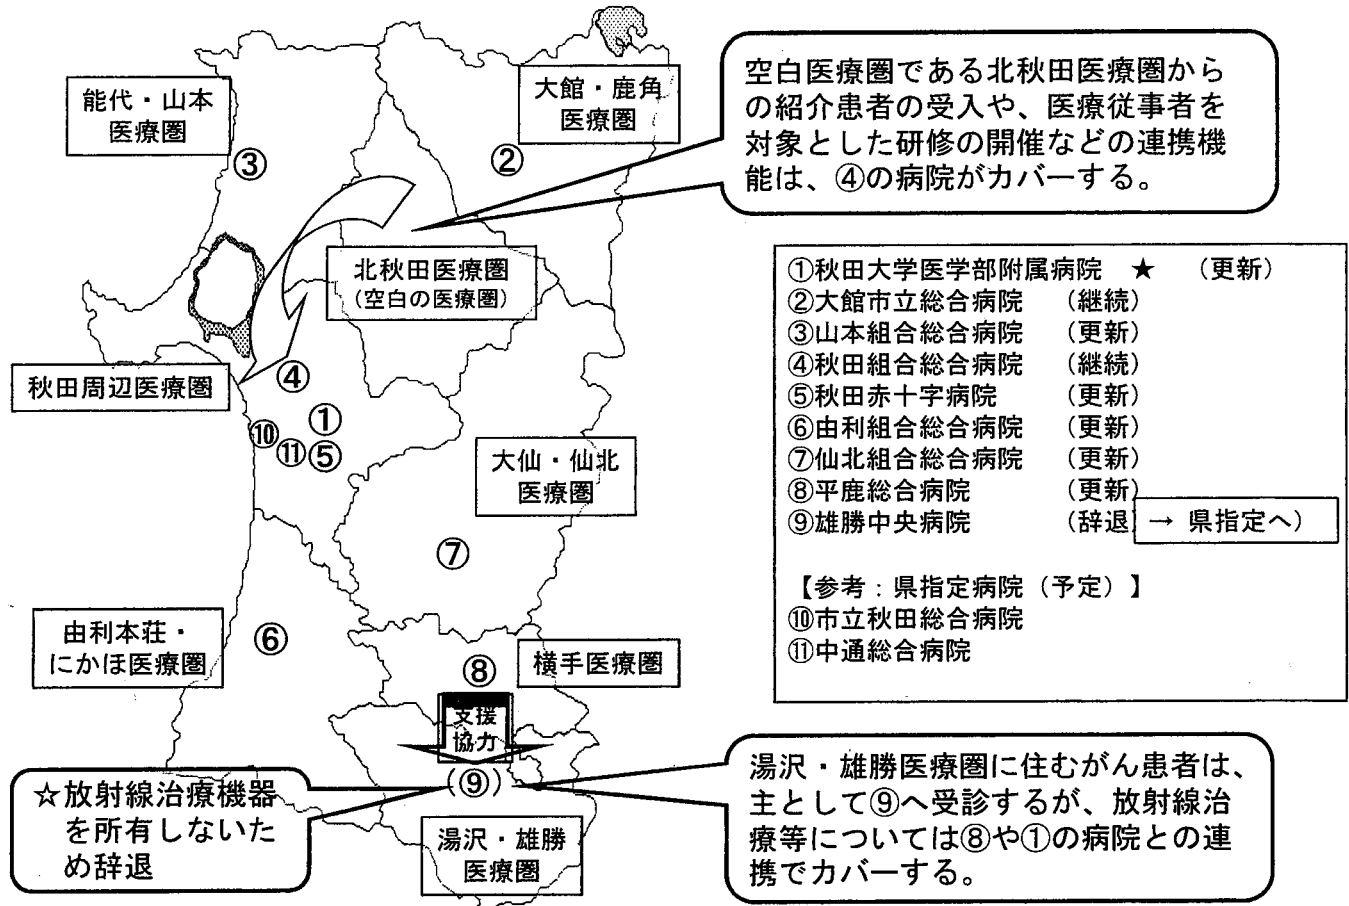 能代・山本
医療圏
大館・鹿角
医療圏
空白医療圏である北秋田医療圏から
の紹介患者の受入や、医療従事者を
対象とした研修の開催などの連携機
能は、④の病院がカバーする。
③
②
北秋田医療圏
（空白の医療圏）
①秋田大学医学部附属病院　★　（更新）
②大館市立総合病院　（継続）
③山本組合総合病院　（更新）
④秋田組合総合病院　（継続）
⑤秋田赤十字病院　（更新）
⑥由利組合総合病院　（更新）
⑦仙北組合総合病院　（更新）
⑧平鹿総合病院　（更新）
⑨雄勝中央病院　（辞退 → 県指定へ）
【参考：県指定病院（予定）】
⑩市立秋田総合病院
⑪中通総合病院
秋田周辺医療圏
④
①
⑩
⑪
⑤
大仙・仙北
医療圏
⑦
由利本荘・
にかほ医療圏
⑥
⑧
横手医療圏
支援
協力
（⑨）
☆放射線治療機器
を所有しないた
め辞退
湯沢・雄勝
医療圏
湯沢・雄勝医療圏に住むがん患者は、
主として⑨へ受診するが、放射線治
療等については⑧や①の病院との連
携でカバーする。